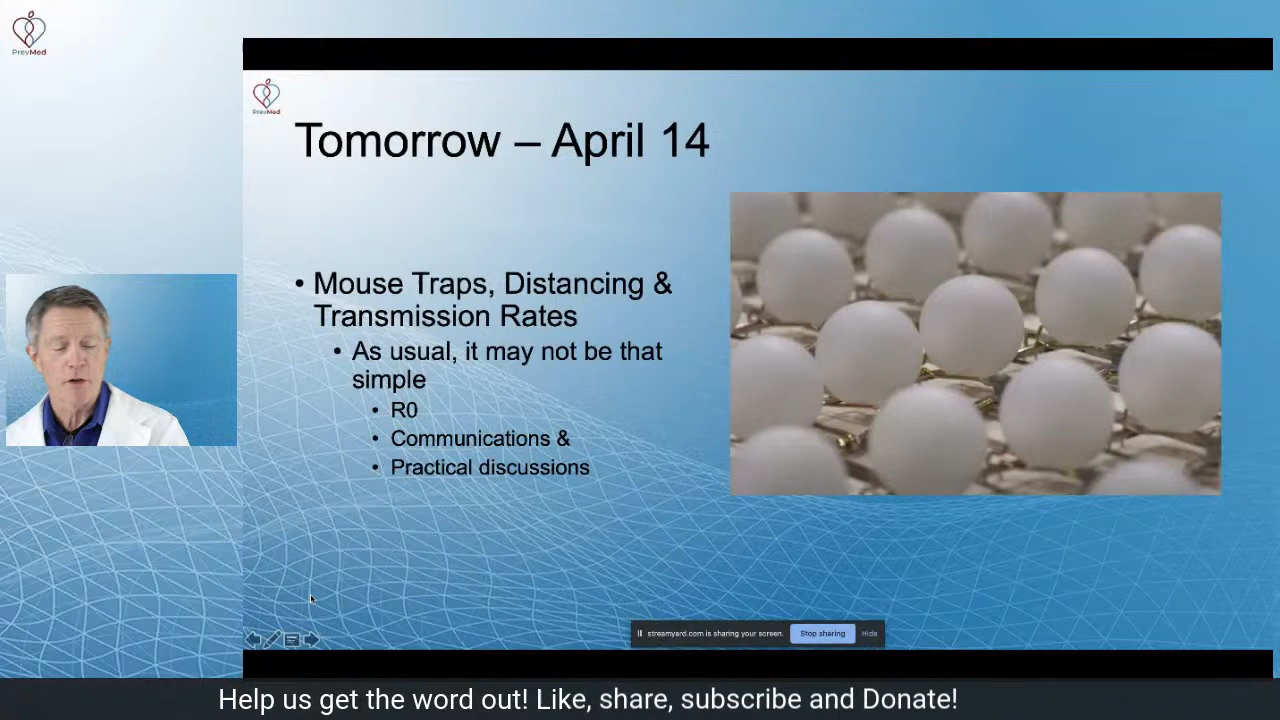 PrevMed
PrevMed
Tomorrow – April 14
• Mouse Traps, Distancing &
Transmission Rates
• As usual, it may not be that
simple
• R0
• Communications &
• Practical discussions
streamyard.com is sharing your screen.
Stop sharing
Hide
Help us get the word out! Like, share, subscribe and Donate!